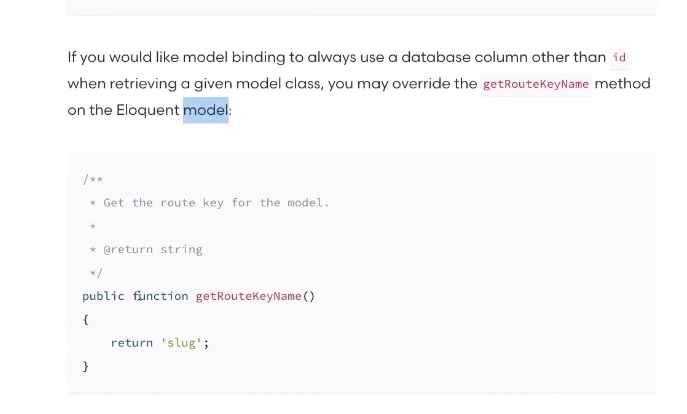 If you would like model binding to always use a database column other than id
when retrieving a given model class, you may override the getRouteKeyName method
on the Eloquent model:
/**
 * Get the route key for the model.
 *
 * @return string
 */
public function getRouteKeyName()
{
    return 'slug';
}